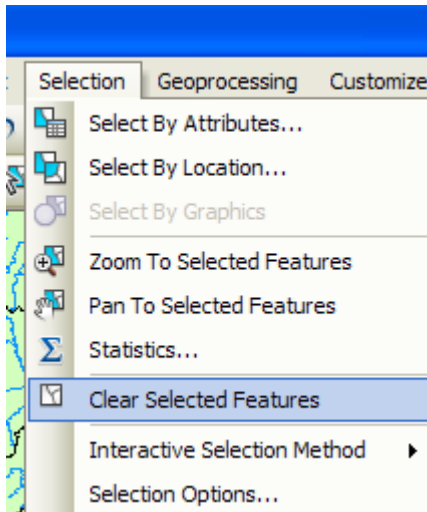 Selection Geoprocessing Customize
Select By Attributes...
Select By Location...
Select By Graphics
Zoom To Selected Features
Pan To Selected Features
Statistics...
Clear Selected Features
Interactive Selection Method
Selection Options...